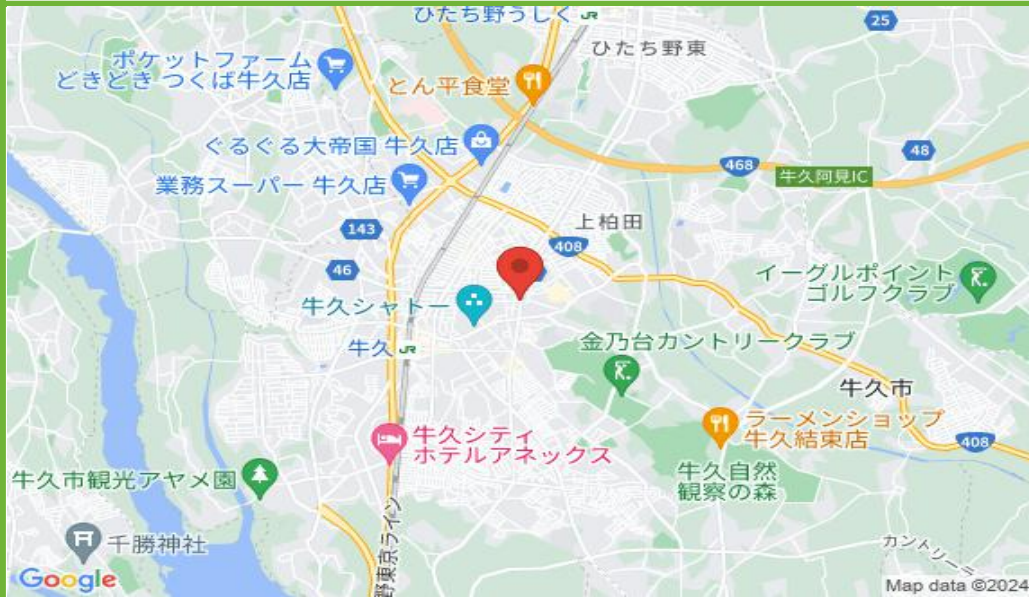 ひたち野うしく JR
ひたち野東
25
ポケットファーム
どきどき つくば牛久店
とん平食堂
ぐるぐる大帝国 牛久店
468
48
牛久阿見IC
業務スーパー 牛久店
上柏田
143
408
46
イーグルポイント
ゴルフクラブ
牛久シャトー
牛久 JR
金乃台カントリークラブ
牛久市
ラーメンショップ
牛久結束店
408
牛久シティ
ホテルアネックス
牛久市観光アヤメ園
牛久自然
観察の森
千勝神社
野東京ライン
Google
Map data ©2024